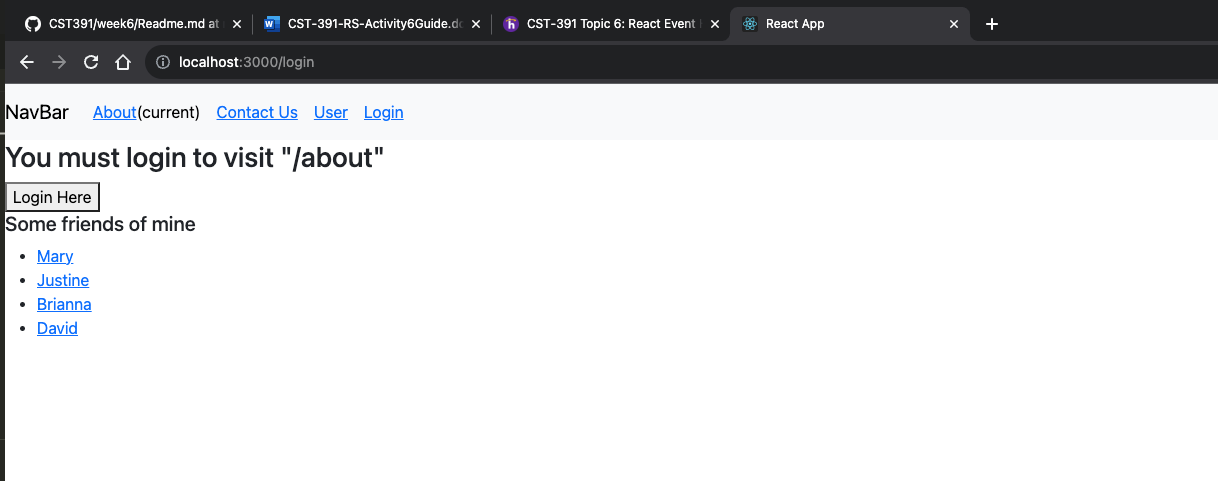 CST391/week6/Readme.md at
CST-391-RS-Activity6Guide.do
CST-391 Topic 6: React Event
React App
localhost:3000/login
NavBar About(current) Contact Us User Login
You must login to visit "/about"
Login Here
Some friends of mine
Mary
Justine
Brianna
David